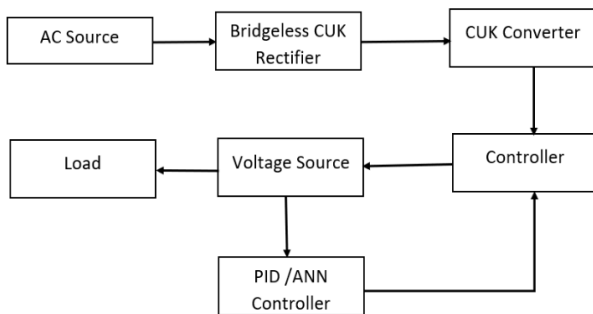 AC Source
Bridgeless CUK
Rectifier
CUK Converter
Load
Voltage Source
Controller
PID /ANN
Controller